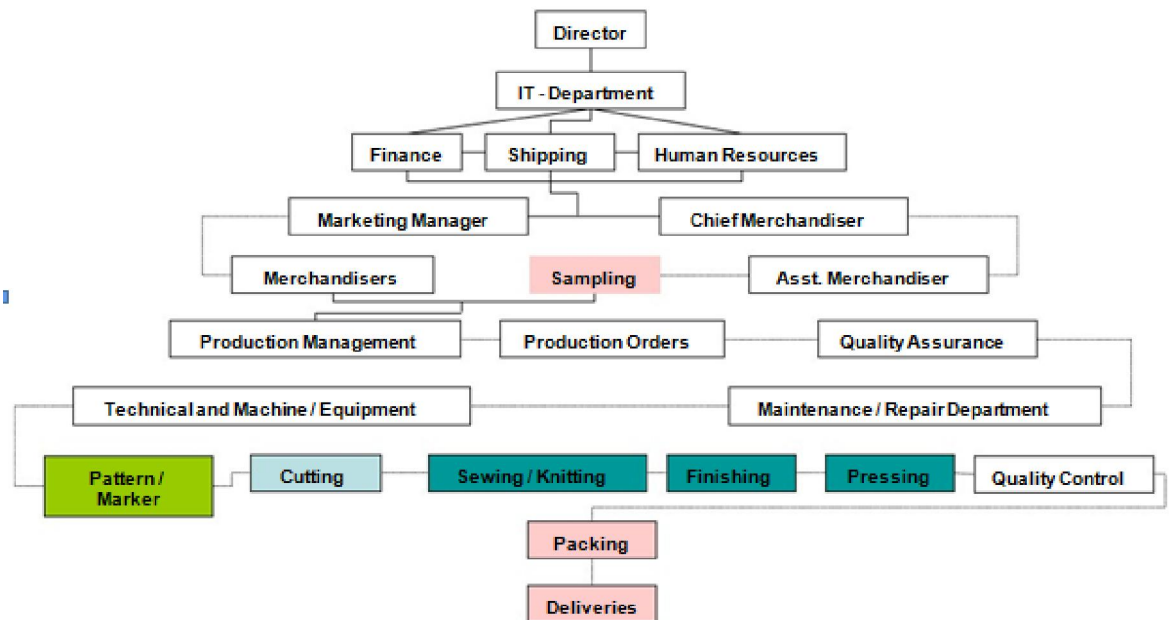 Director
IT - Department
Finance
Shipping
Human Resources
Marketing Manager
Chief Merchandiser
Merchandisers
Sampling
Asst. Merchandiser
Production Management
Production Orders
Quality Assurance
Technical and Machine / Equipment
Maintenance / Repair Department
Pattern /
Marker
Cutting
Sewing / Knitting
Finishing
Pressing
Quality Control
Packing
Deliveries